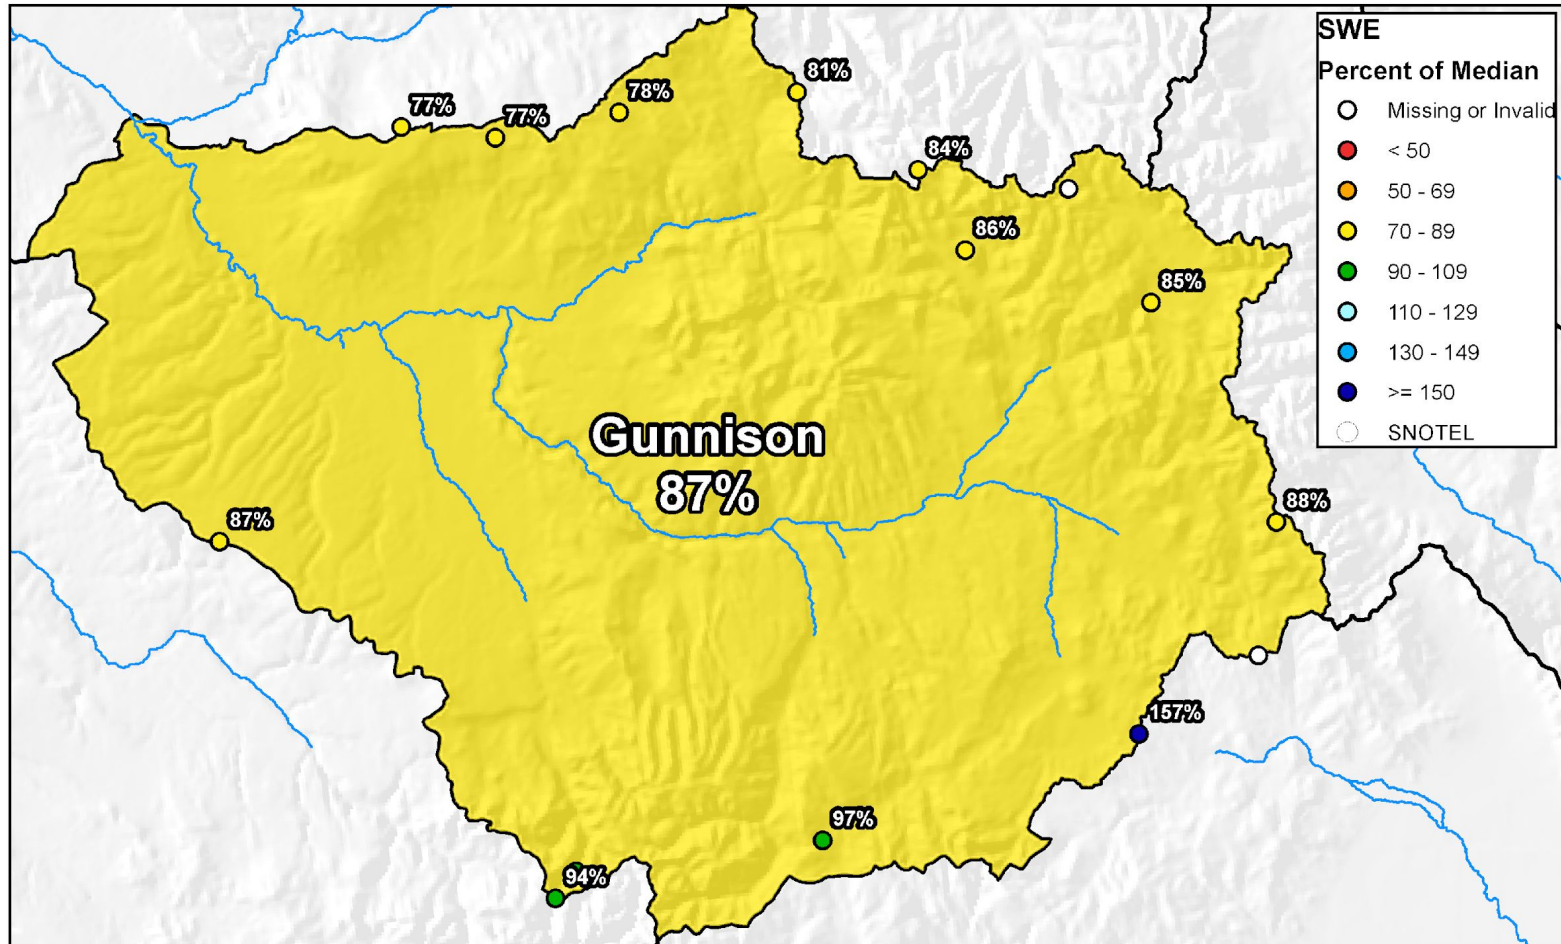 SWE
Percent of Median
Missing or Invalid
< 50
50 - 69
70 - 89
90 - 109
110 - 129
130 - 149
>= 150
SNOTEL
81%
78%
77%
77%
84%
86%
85%
Gunnison
87%
88%
87%
157%
97%
94%